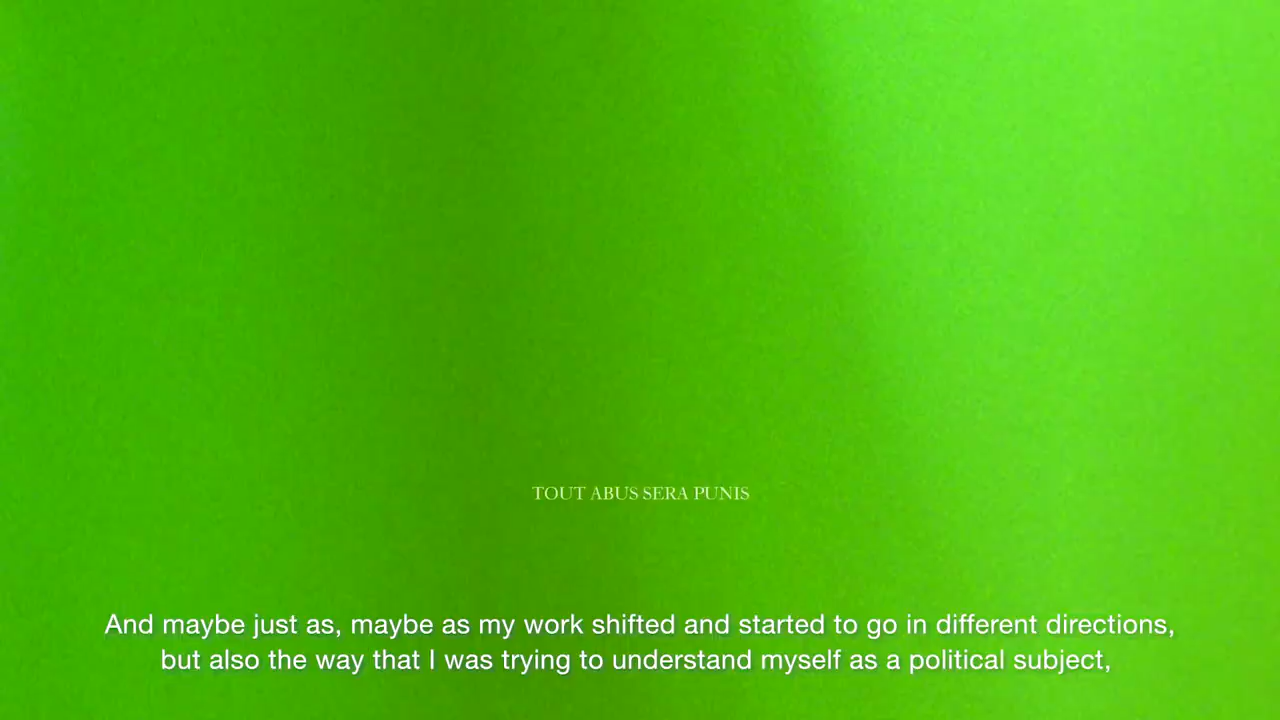 TOUT ABUS SERA PUNIS
And maybe just as, maybe as my work shifted and started to go in different directions,
but also the way that I was trying to understand myself as a political subject,